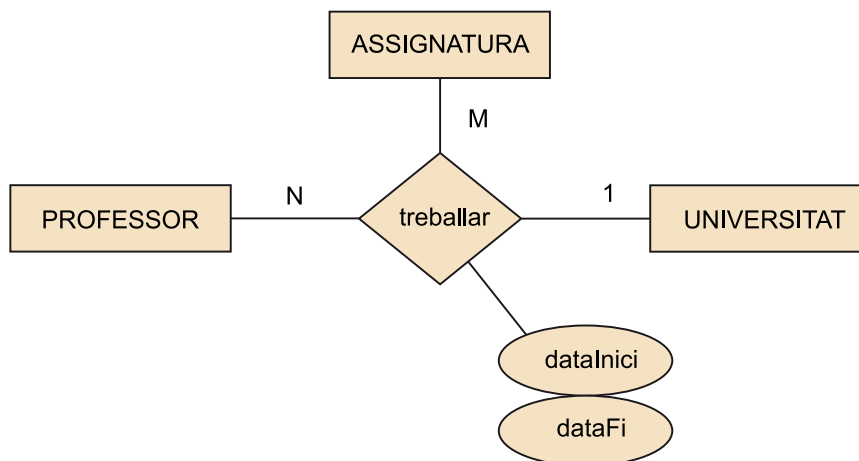 ASSIGNATURA
M
PROFESSOR
N
treballar
1
UNIVERSITAT
dataInici
dataFi